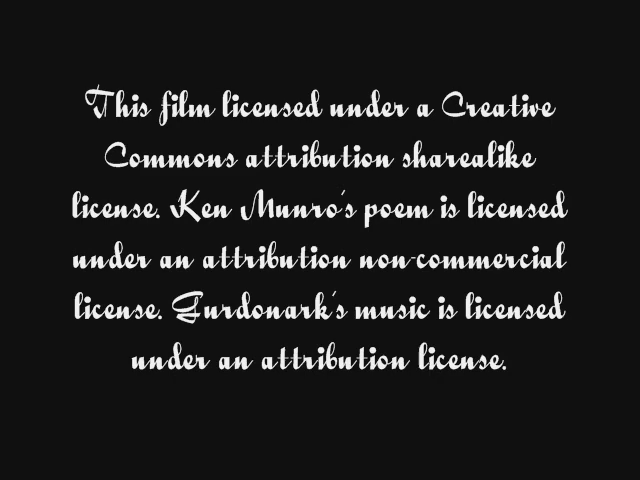 This film licensed under a Creative
Commons attribution sharealike
license. Ken Munro's poem is licensed
under an attribution non-commercial
license. Gurdonark's music is licensed
under an attribution license.